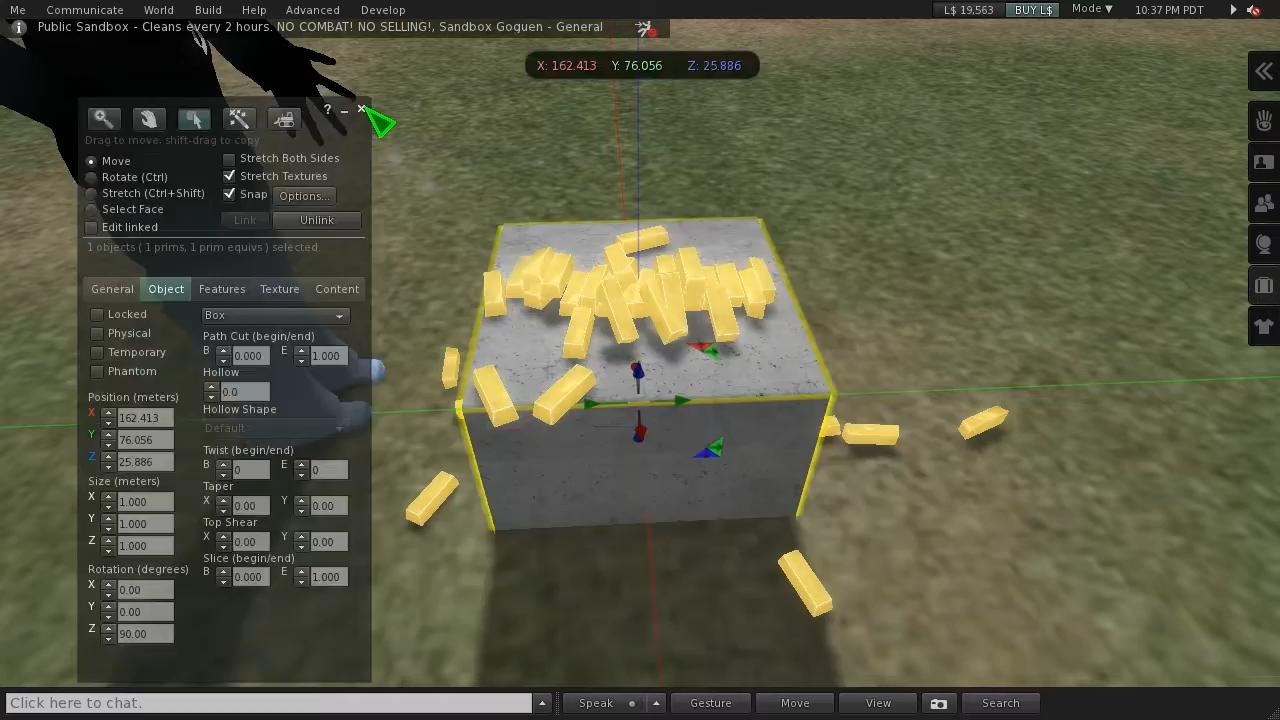 Me Communicate World Build Help Advanced Develop L$ 19,563 BUY L$ Mode ▼ 10:37 PM PDT
Public Sandbox - Cleans every 2 hours. NO COMBAT! NO SELLING!, Sandbox Goguen - General
X: 162.413 Y: 76.056 Z: 25.886
Drag to move, shift-drag to copy
Move
Rotate (Ctrl)
Stretch (Ctrl+Shift)
Select Face
Edit linked
Stretch Both Sides
Stretch Textures
Snap Options...
Link Unlink
1 objects ( 1 prims, 1 prim equivs ) selected.
General Object Features Texture Content
Locked
Physical
Temporary
Phantom
Position (meters)
X 162.413
Y 76.056
Z 25.886
Size (meters)
X 1.000
Y 1.000
Z 1.000
Rotation (degrees)
X 0.00
Y 0.00
Z 90.00
Box
Path Cut (begin/end)
B 0.000 E 1.000
Hollow
0.0
Hollow Shape
Default
Twist (begin/end)
B 0 E 0
Taper
X 0.00 Y 0.00
Top Shear
X 0.00 Y 0.00
Slice (begin/end)
B 0.000 E 1.000
Click here to chat. Speak Gesture Move View Search